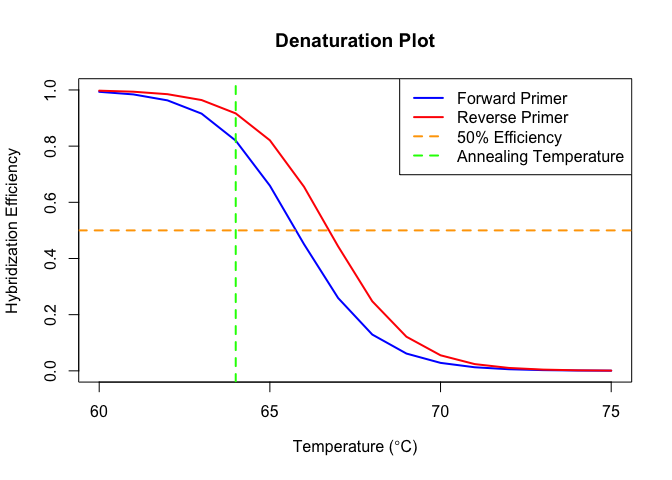 Denaturation Plot
Forward Primer
Reverse Primer
50% Efficiency
Annealing Temperature
Hybridization Efficiency
1.0
0.8
0.6
0.4
0.2
0.0
60 65 70 75
Temperature (°C)